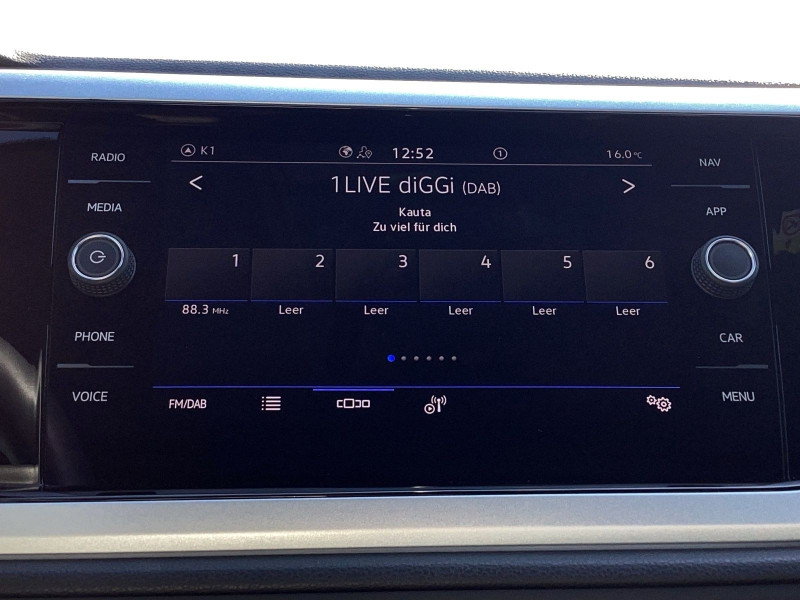 RADIO
MEDIA
PHONE
VOICE
K1
12:52
1
16.0°C
< 1LIVE diGGi (DAB) >
Kauta
Zu viel für dich
1 2 3 4 5 6
88.3 MHz Leer Leer Leer Leer Leer
FM/DAB
NAV
APP
CAR
MENU